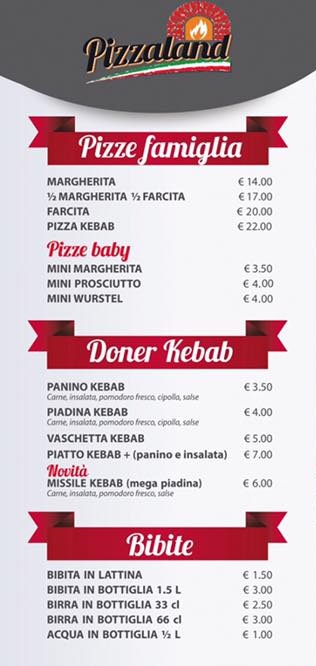 Pizzaland
Pizze famiglia
MARGHERITA € 14.00
½ MARGHERITA ½ FARCITA € 17.00
FARCITA € 20.00
PIZZA KEBAB € 22.00
Pizze baby
MINI MARGHERITA € 3.50
MINI PROSCIUTTO € 4.00
MINI WURSTEL € 4.00
Doner Kebab
PANINO KEBAB € 3.50
Carne, insalata, pomodoro fresco, cipolla, salse
PIADINA KEBAB € 4.00
Carne, insalata, pomodoro fresco, cipolla, salse
VASCHETTA KEBAB € 5.00
PIATTO KEBAB + (panino e insalata) € 7.00
Novità
MISSILE KEBAB (mega piadina) € 6.00
Carne, insalata, pomodoro fresco, salse
Bibite
BIBITA IN LATTINA € 1.50
BIBITA IN BOTTIGLIA 1.5 L € 3.00
BIRRA IN BOTTIGLIA 33 cl € 2.50
BIRRA IN BOTTIGLIA 66 cl € 3.00
ACQUA IN BOTTIGLIA ½ L € 1.00